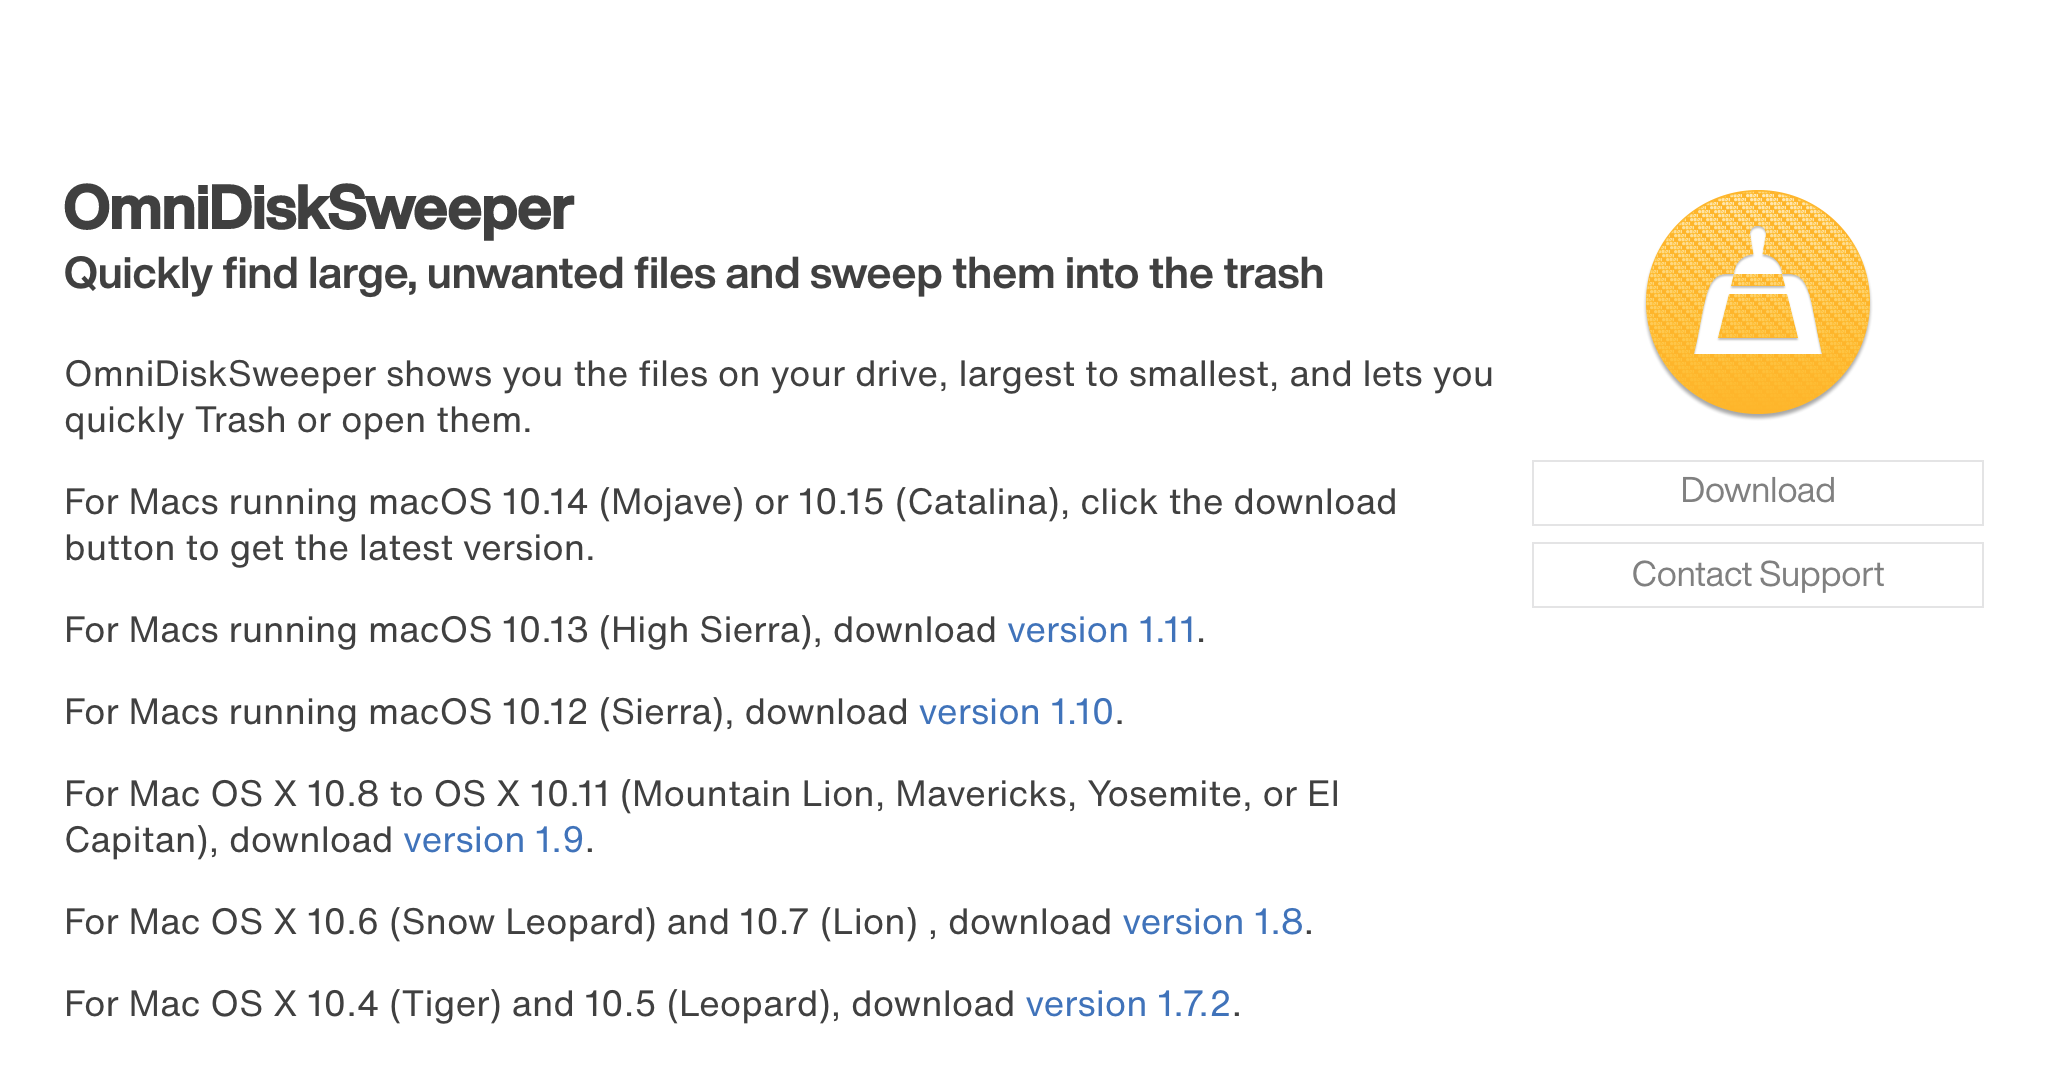 OmniDiskSweeper
Quickly find large, unwanted files and sweep them into the trash
OmniDiskSweeper shows you the files on your drive, largest to smallest, and lets you
quickly Trash or open them.
For Macs running macOS 10.14 (Mojave) or 10.15 (Catalina), click the download
button to get the latest version.
For Macs running macOS 10.13 (High Sierra), download version 1.11.
For Macs running macOS 10.12 (Sierra), download version 1.10.
For Mac OS X 10.8 to OS X 10.11 (Mountain Lion, Mavericks, Yosemite, or El
Capitan), download version 1.9.
For Mac OS X 10.6 (Snow Leopard) and 10.7 (Lion) , download version 1.8.
For Mac OS X 10.4 (Tiger) and 10.5 (Leopard), download version 1.7.2.
Download
Contact Support